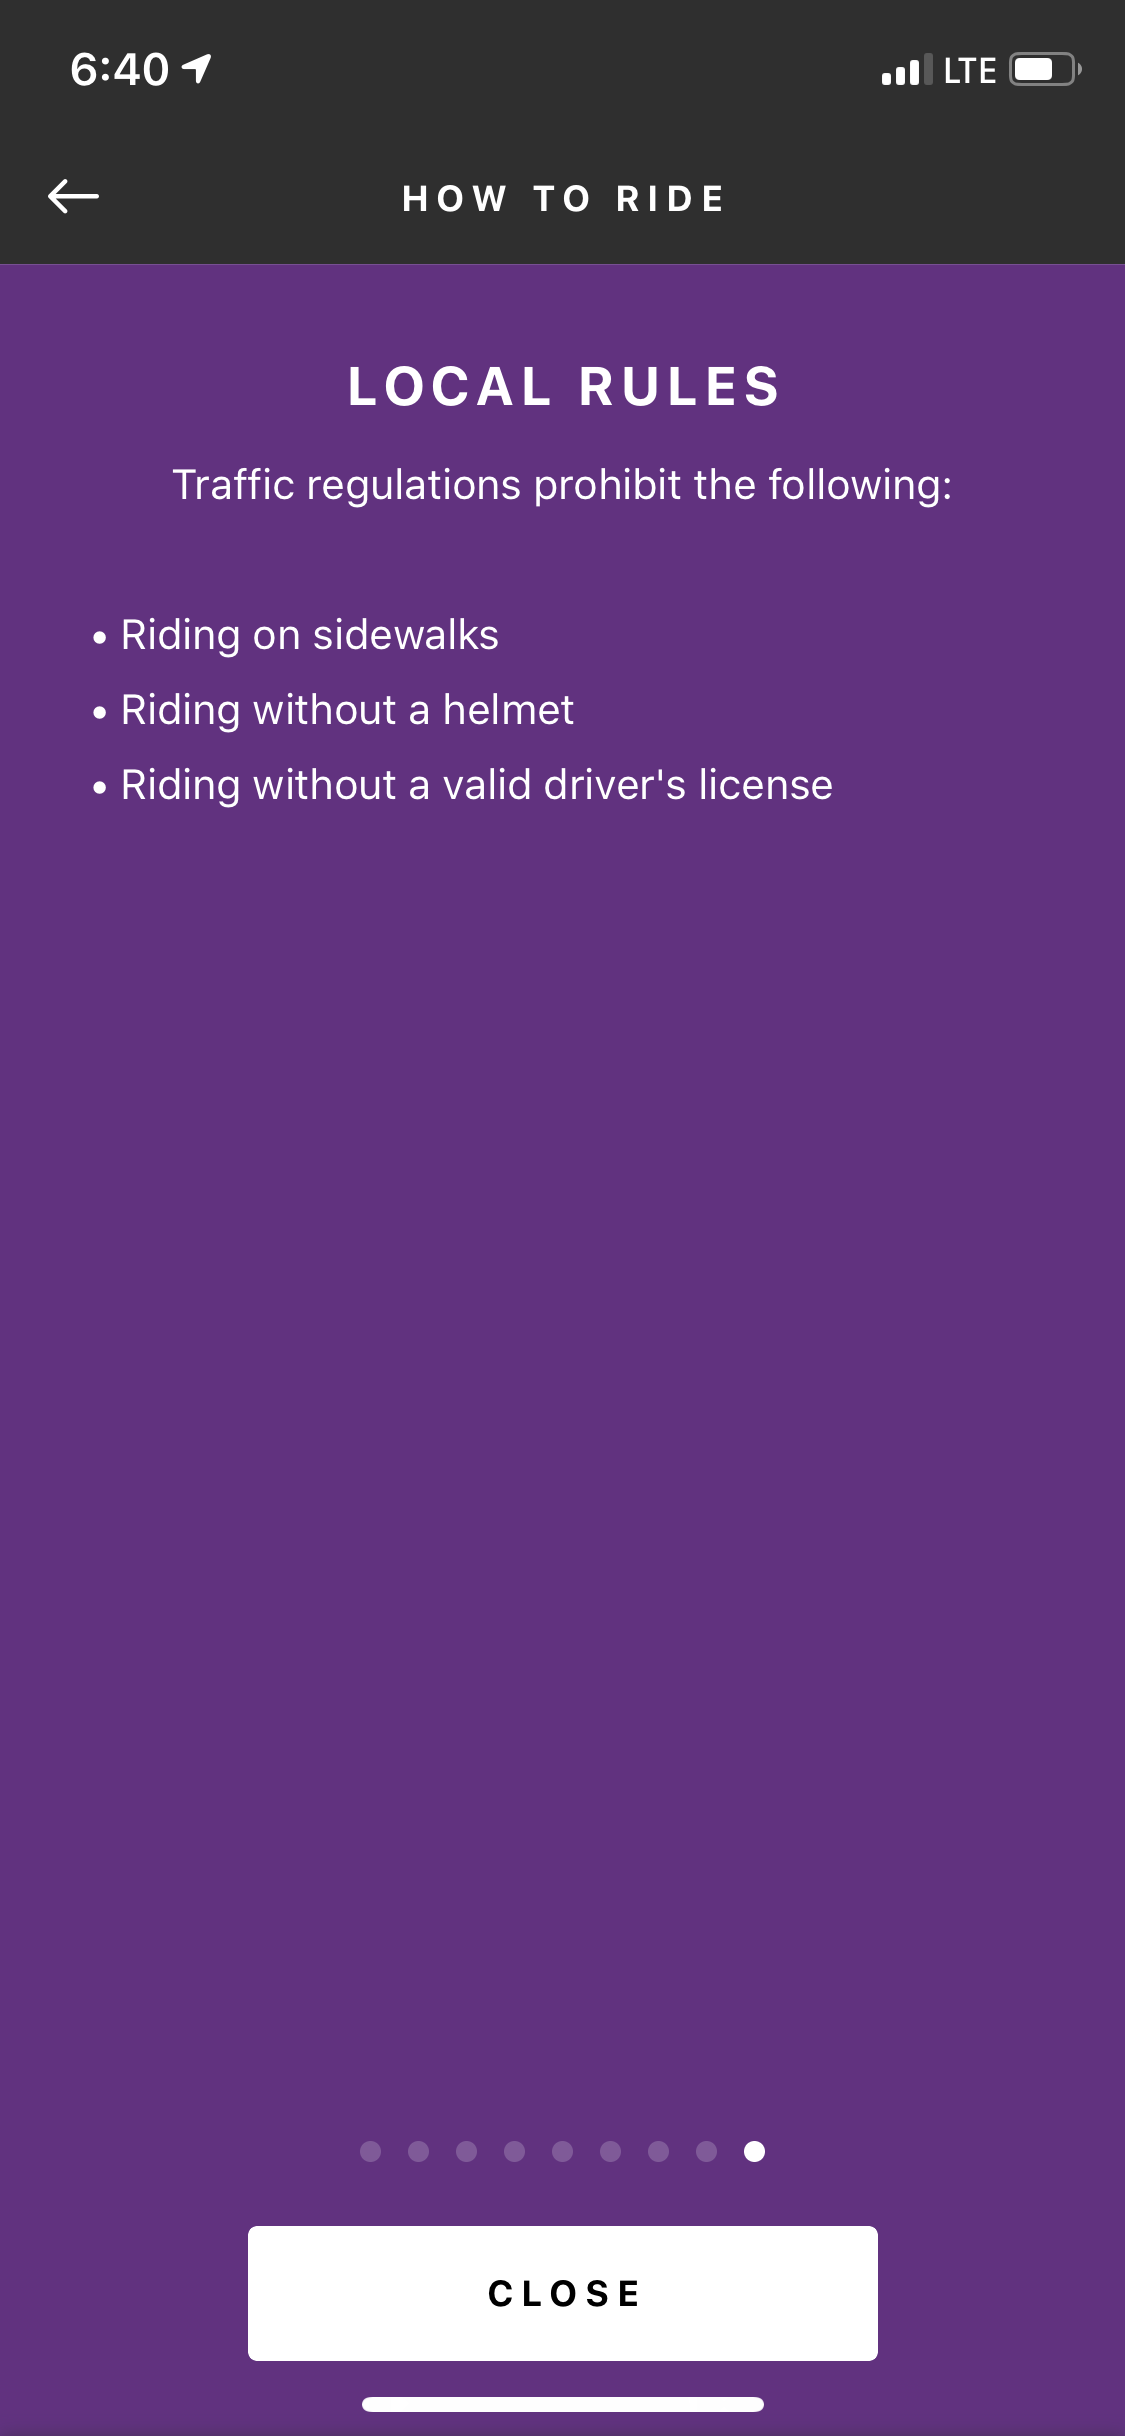 6:40
LTE
HOW TO RIDE
LOCAL RULES
Traffic regulations prohibit the following:
• Riding on sidewalks
• Riding without a helmet
• Riding without a valid driver's license
CLOSE